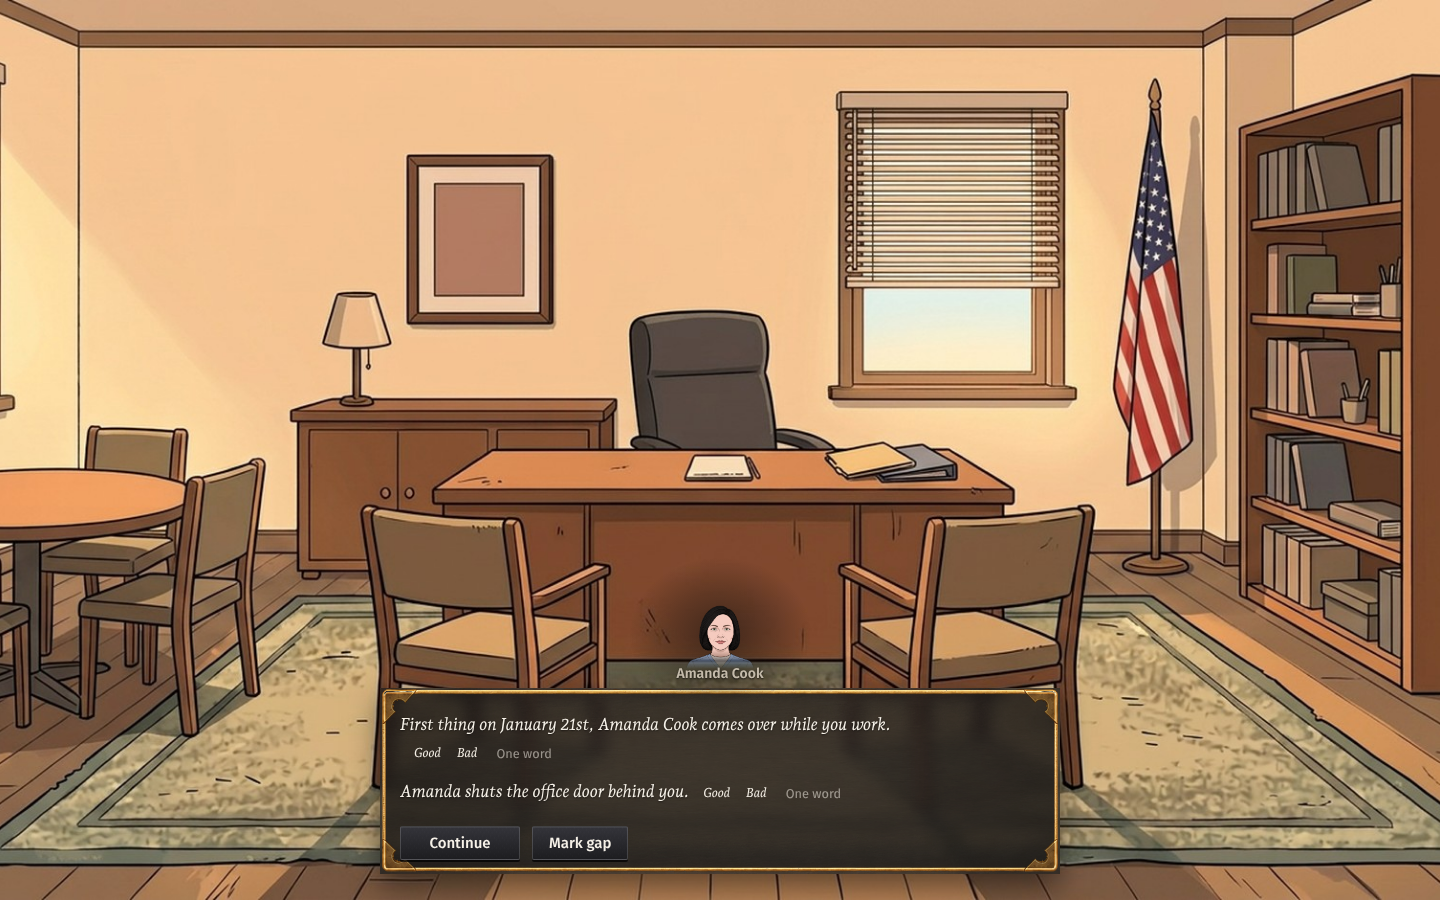 Amanda Cook
First thing on January 21st, Amanda Cook comes over while you work.
Good Bad One word
Amanda shuts the office door behind you. Good Bad One word
Continue Mark gap